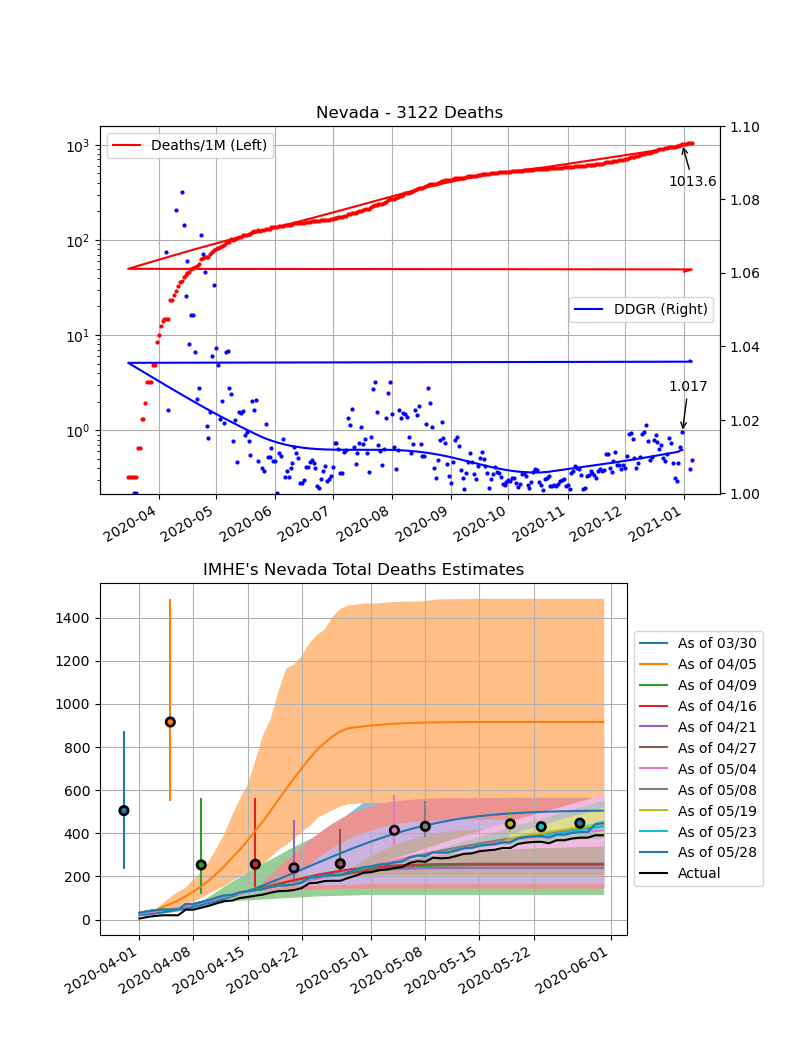 Nevada - 3122 Deaths
10³
10²
10¹
10⁰
Deaths/1M (Left)
DDGR (Right)
1013.6
1.017
1.10
1.08
1.06
1.04
1.02
1.00
2020-04
2020-05
2020-06
2020-07
2020-08
2020-09
2020-10
2020-11
2020-12
2021-01
IMHE's Nevada Total Deaths Estimates
1400
1200
1000
800
600
400
200
0
2020-04-01
2020-04-08
2020-04-15
2020-04-22
2020-05-01
2020-05-08
2020-05-15
2020-05-22
2020-06-01
As of 03/30
As of 04/05
As of 04/09
As of 04/16
As of 04/21
As of 04/27
As of 05/04
As of 05/08
As of 05/19
As of 05/23
As of 05/28
Actual